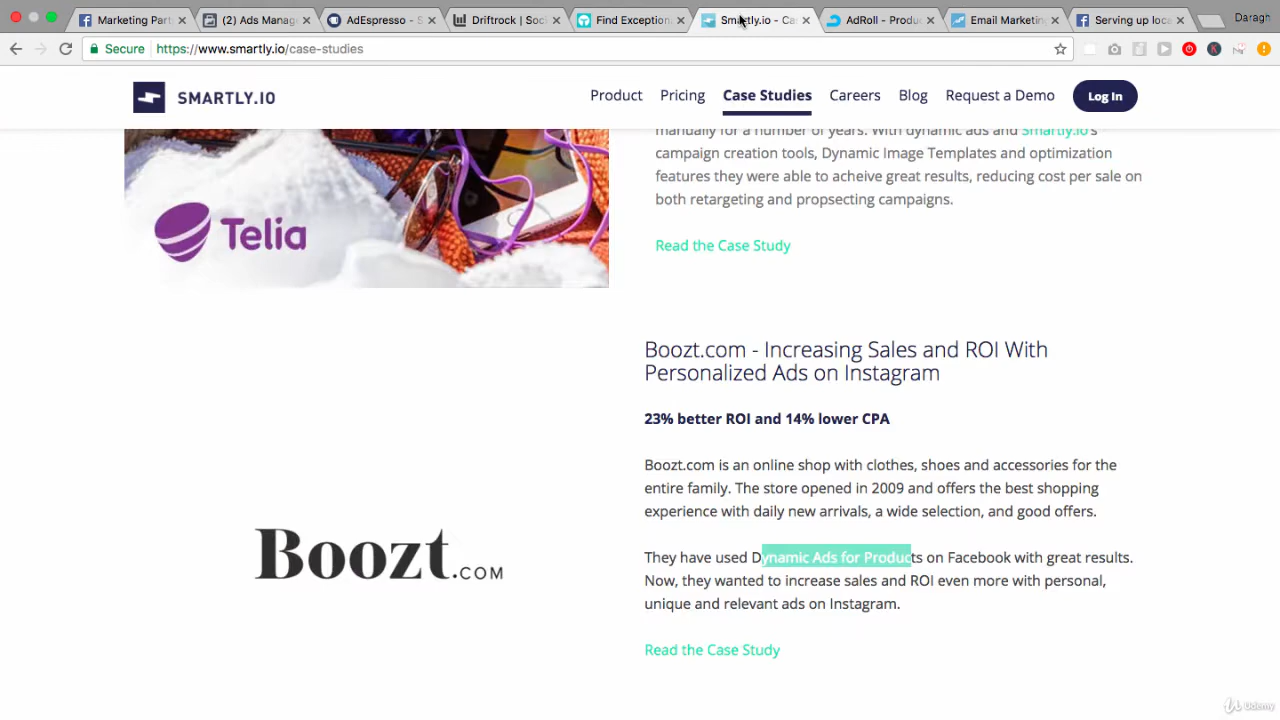 Marketing Part
(2) Ads Manag
AdEspresso - S
Driftrock | Soci
Find Exceptiona
Smartly.io - Ca
AdRoll - Produc
Email Marketin
Serving up loca
Daragh
Secure
https://www.smartly.io/case-studies
SMARTLY.IO
Product
Pricing
Case Studies
Careers
Blog
Request a Demo
Log In
manually for a number of years. With dynamic ads and Smartly.io's
campaign creation tools, Dynamic Image Templates and optimization
features they were able to acheive great results, reducing cost per sale on
both retargeting and propsecting campaigns.
Telia
Read the Case Study
Boozt.com - Increasing Sales and ROI With
Personalized Ads on Instagram
23% better ROI and 14% lower CPA
Boozt.com is an online shop with clothes, shoes and accessories for the
entire family. The store opened in 2009 and offers the best shopping
experience with daily new arrivals, a wide selection, and good offers.
Boozt.COM
They have used Dynamic Ads for Products on Facebook with great results.
Now, they wanted to increase sales and ROI even more with personal,
unique and relevant ads on Instagram.
Read the Case Study
Udemy